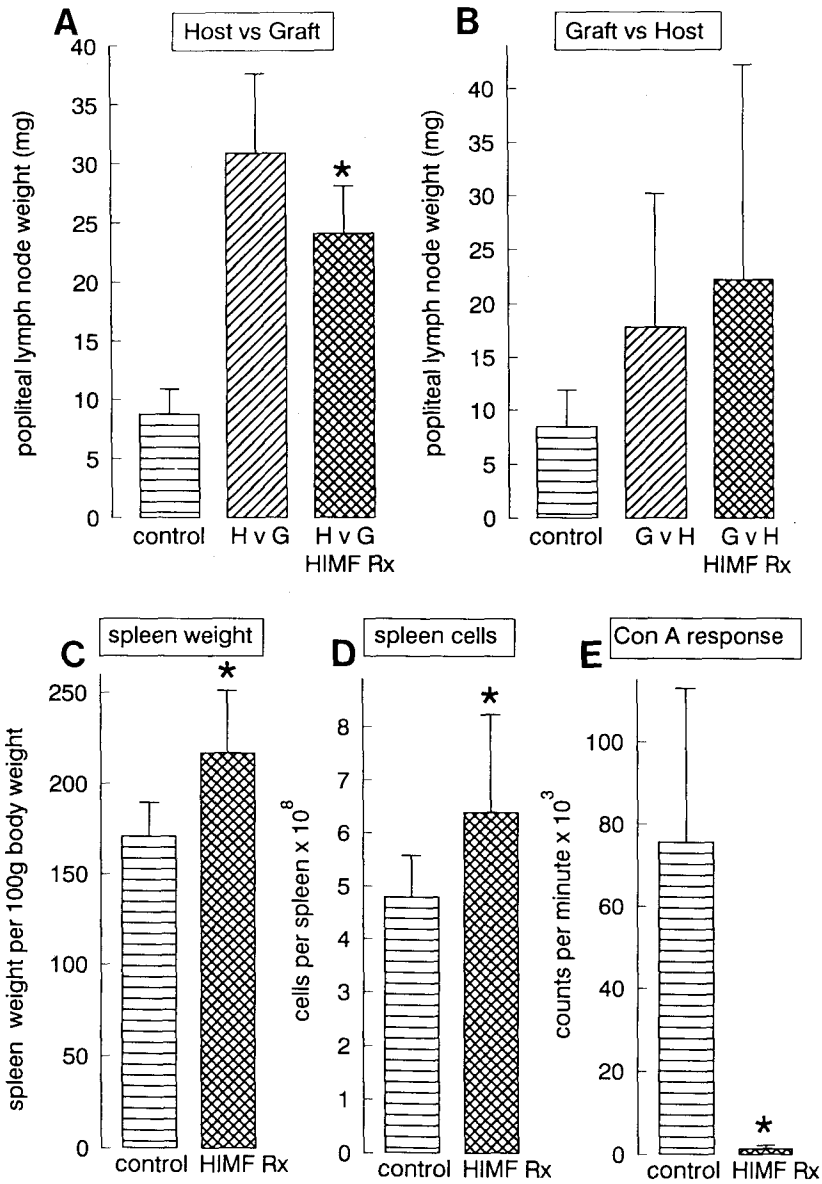 A
Host vs Graft
popliteal lymph node weight (mg)
40
35
30
25
20
15
10
5
0
*
control
H v G
H v G
HIMF Rx
B
Graft vs Host
popliteal lymph node weight (mg)
40
35
30
25
20
15
10
5
0
control
G v H
G v H
HIMF Rx
C
spleen weight
spleen weight per 100g body weight
250
200
150
100
50
0
*
control
HIMF Rx
D
spleen cells
cells per spleen x 10⁸
8
7
6
5
4
3
2
1
0
*
control
HIMF Rx
E
Con A response
counts per minute x 10³
100
80
60
40
20
0
*
control
HIMF Rx